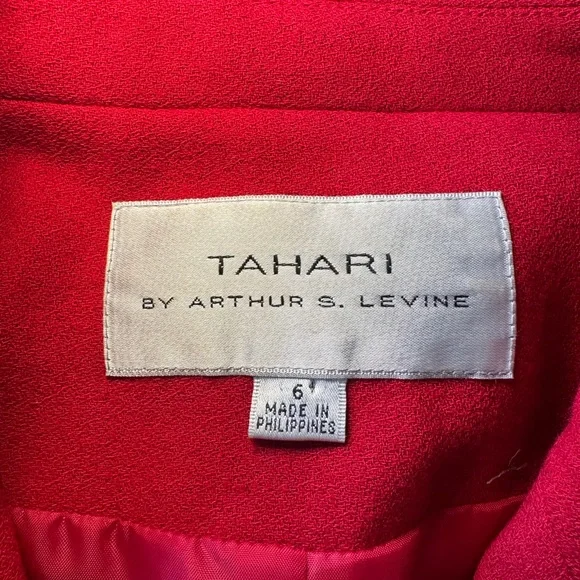 TAHARI
BY ARTHUR S. LEVINE
6
MADE IN
PHILIPPINES